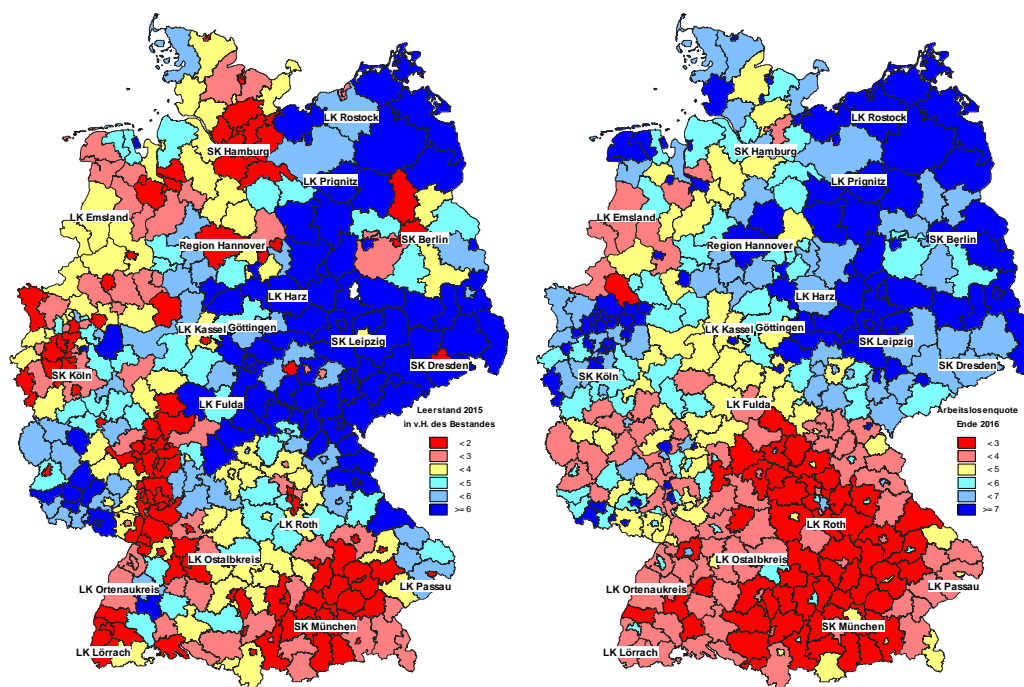 LK Rostock
SK Hamburg
LK Prignitz
LK Emsland
Region Hannover
SK Berlin
LK Harz
LK Kassel
Göttingen
SK Leipzig
SK Dresden
SK Köln
LK Fulda
Leerstand 2015
in v.H. des Bestandes
< 2
< 3
< 4
< 5
< 6
>= 6
LK Roth
LK Ostalbkreis
LK Ortenaukreis
LK Passau
SK München
LK Lörrach
LK Rostock
SK Hamburg
LK Prignitz
LK Emsland
Region Hannover
SK Berlin
LK Harz
LK Kassel
Göttingen
SK Leipzig
SK Dresden
SK Köln
LK Fulda
Arbeitslosenquote
Ende 2016
< 3
< 4
< 5
< 6
< 7
>= 7
LK Roth
LK Ostalbkreis
LK Ortenaukreis
LK Passau
SK München
LK Lörrach